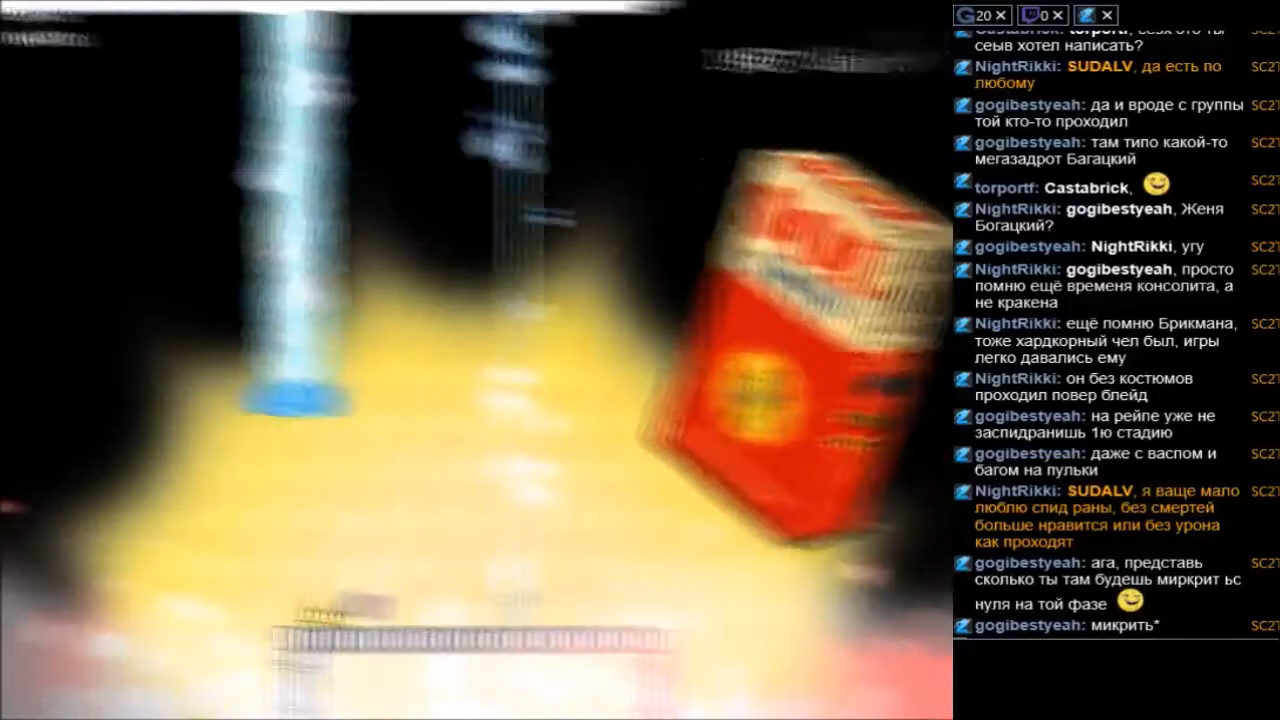 20 X 0 X X
сеыв хотел написать?
NightRikki: SUDALV, да есть по
любому
gogibestyeah: да и вроде с группы
той кто-то проходил
gogibestyeah: там типо какой-то
мегазадрот Багацкий
torportf: Castabrick,
NightRikki: gogibestyeah, Женя
Богацкий?
gogibestyeah: NightRikki, угу
NightRikki: gogibestyeah, просто
помню ещё временя консолита, а
не кракена
NightRikki: ещё помню Брикмана,
тоже хардкорный чел был, игры
легко давались ему
NightRikki: он без костюмов
проходил повер блейд
gogibestyeah: на рейпе уже не
заспидранишь 1ю стадию
gogibestyeah: даже с васпом и
багом на пульки
NightRikki: SUDALV, я ваще мало
люблю спид раны, без смертей
больше нравится или без урона
как проходят
gogibestyeah: ага, представь
сколько ты там будешь миркрит ьс
нуля на той фазе
gogibestyeah: микрить*